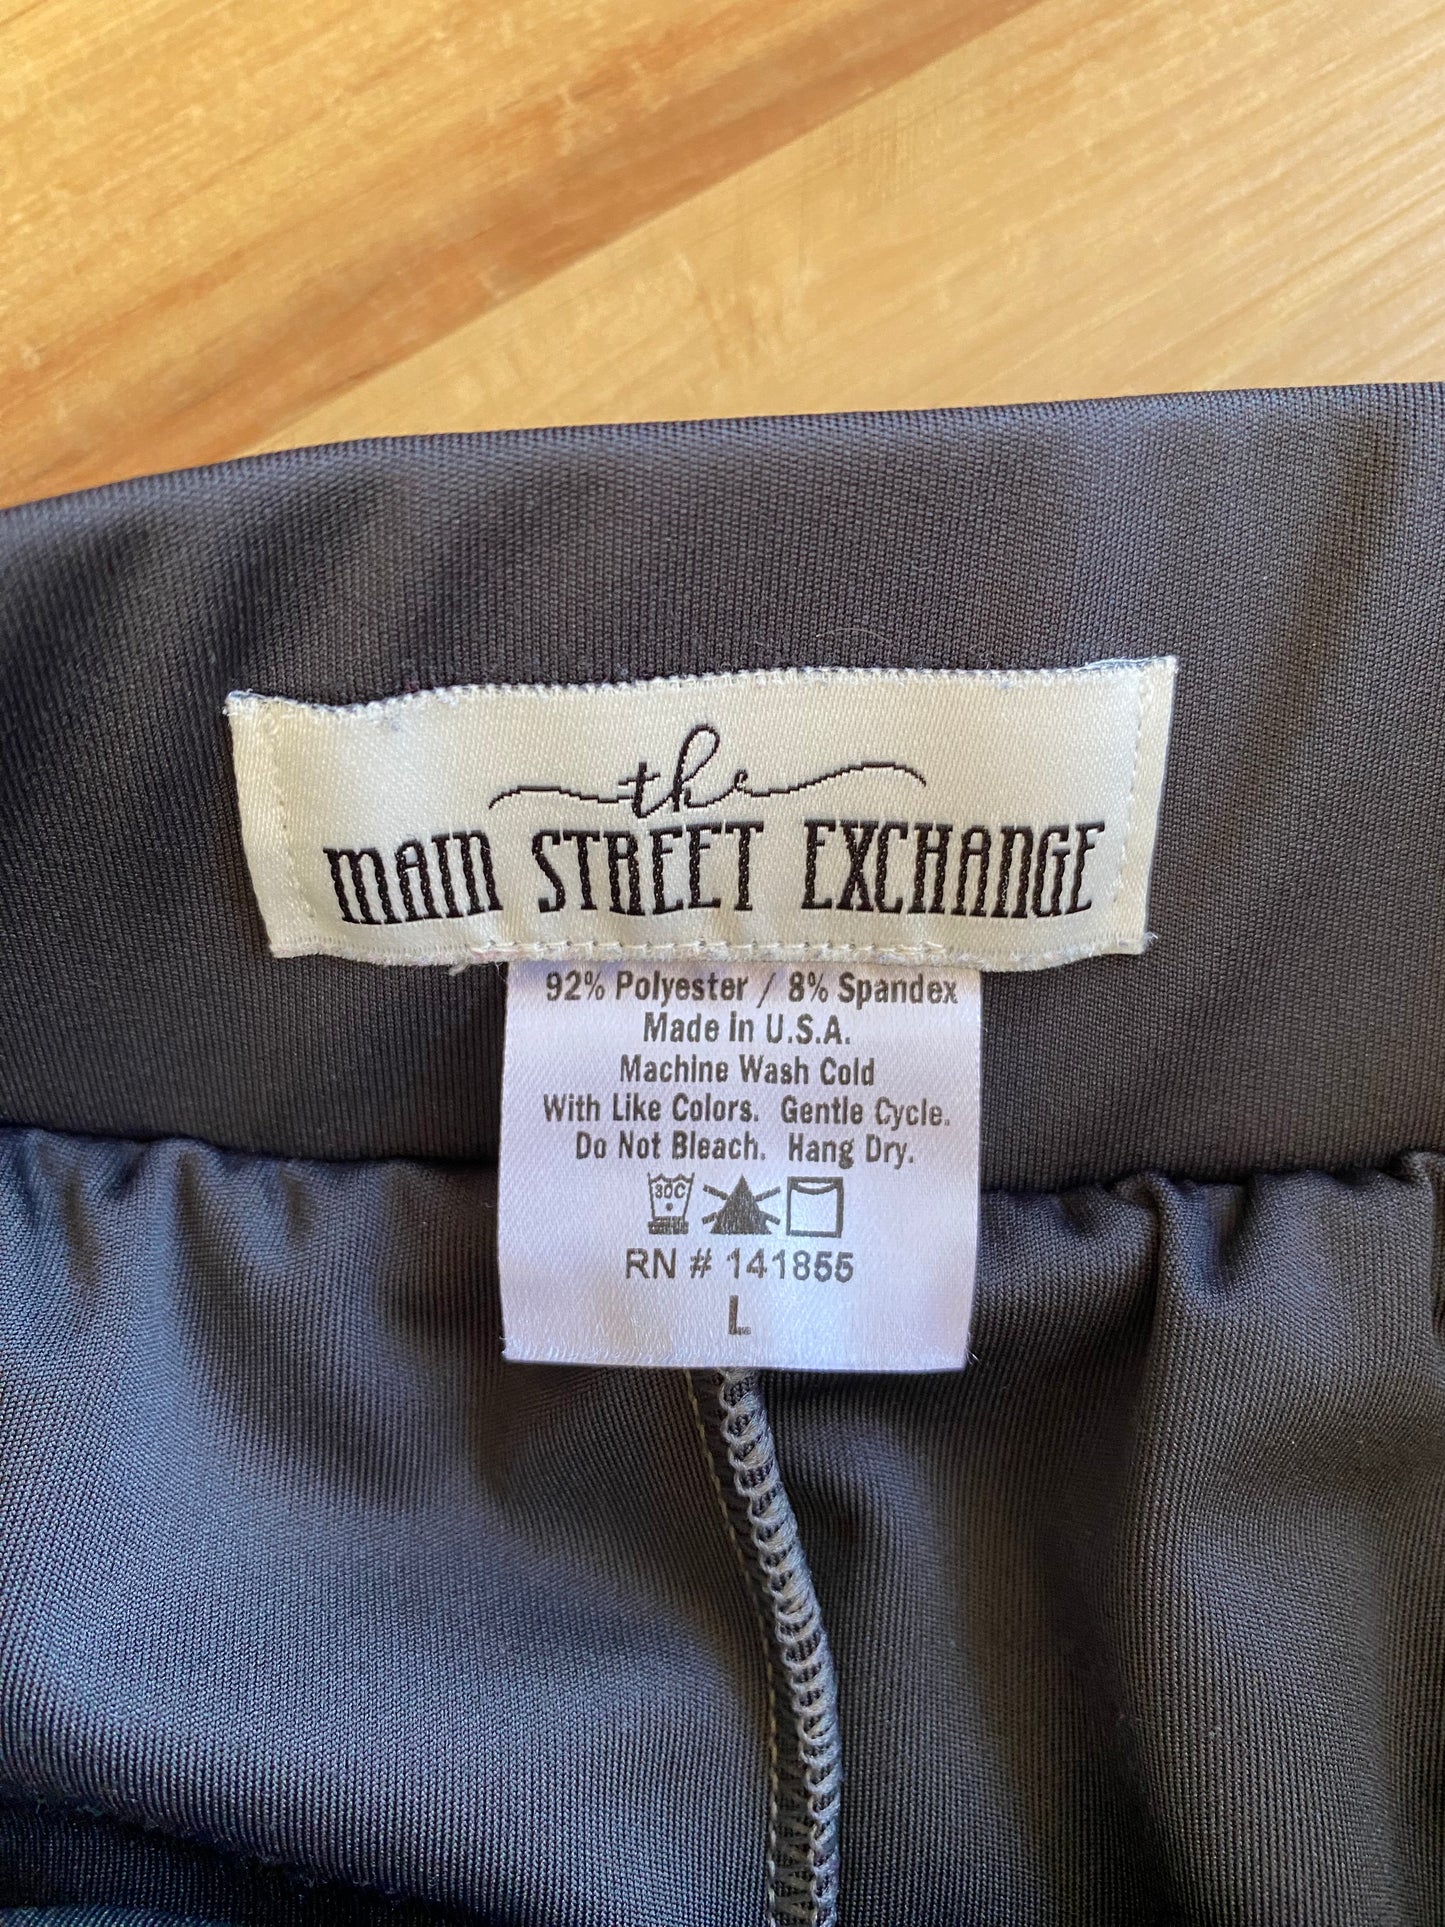 the
MAIN STREET EXCHANGE
92% Polyester / 8% Spandex
Made in U.S.A.
Machine Wash Cold
With Like Colors. Gentle Cycle.
Do Not Bleach. Hang Dry.
30C
RN # 141855
L